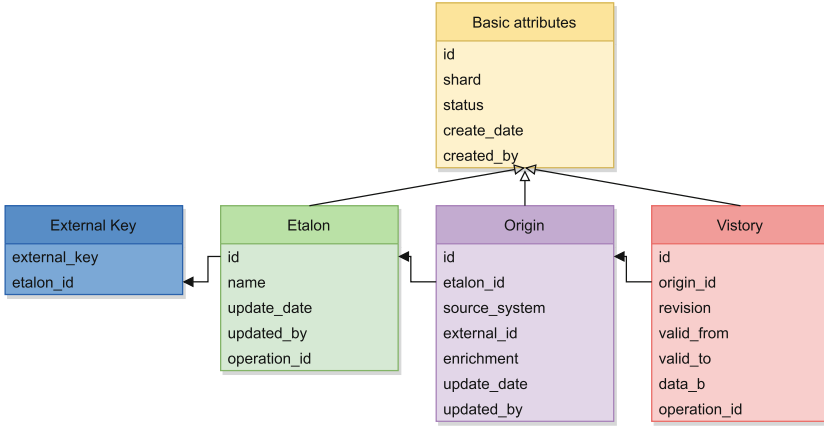 Basic attributes
id
shard
status
create_date
created_by
External Key
external_key
etalon_id
Etalon
id
name
update_date
updated_by
operation_id
Origin
id
etalon_id
source_system
external_id
enrichment
update_date
updated_by
Vistory
id
origin_id
revision
valid_from
valid_to
data_b
operation_id